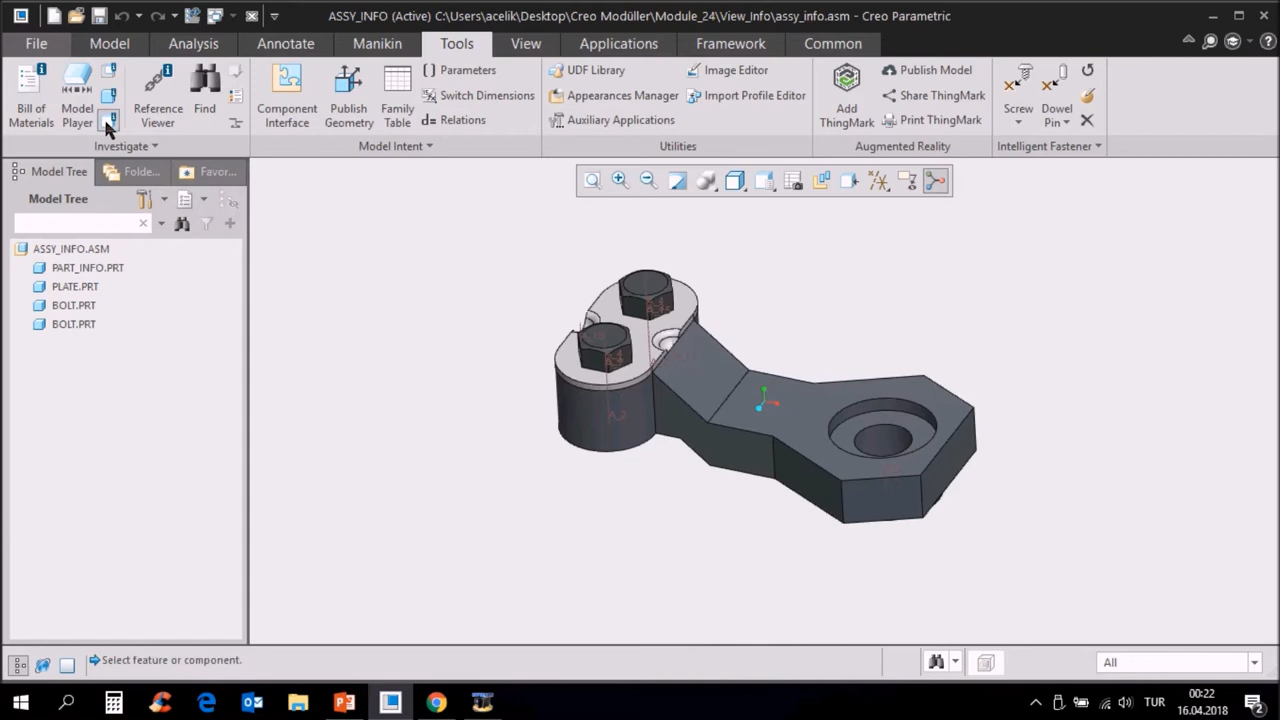 ASSY_INFO (Active) C:\Users\acelik\Desktop\Creo Modüller\Module_24\View_Info\assy_info.asm - Creo Parametric
File Model Analysis Annotate Manikin Tools View Applications Framework Common
Bill of Materials
Model Player
Reference Viewer
Find
Investigate
Component Interface
Publish Geometry
Family Table
Parameters
Switch Dimensions
Relations
Model Intent
UDF Library
Appearances Manager
Auxiliary Applications
Image Editor
Import Profile Editor
Utilities
Add ThingMark
Publish Model
Share ThingMark
Print ThingMark
Augmented Reality
Screw
Dowel Pin
Intelligent Fastener
Model Tree Folde... Favor...
Model Tree
ASSY_INFO.ASM
PART_INFO.PRT
PLATE.PRT
BOLT.PRT
BOLT.PRT
A_2
Select feature or component.
All
TUR
00:22
16.04.2018
2